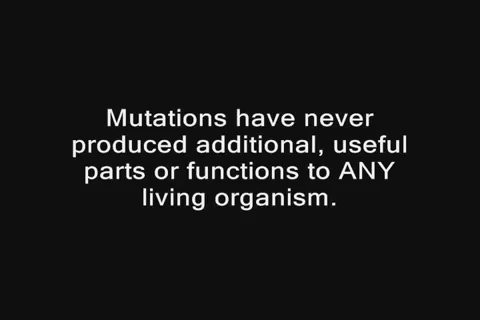 Mutations have never
produced additional, useful
parts or functions to ANY
living organism.